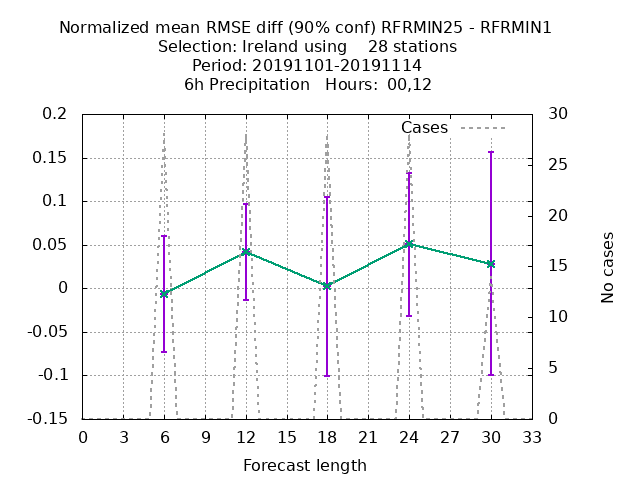 Normalized mean RMSE diff (90% conf) RFRMIN25 - RFRMIN1
Selection: Ireland using 28 stations
Period: 20191101-20191114
6h Precipitation Hours: 00,12
Cases
0.2
0.15
0.1
0.05
0
-0.05
-0.1
-0.15
30
25
20
15
10
5
0
No cases
0 3 6 9 12 15 18 21 24 27 30 33
Forecast length